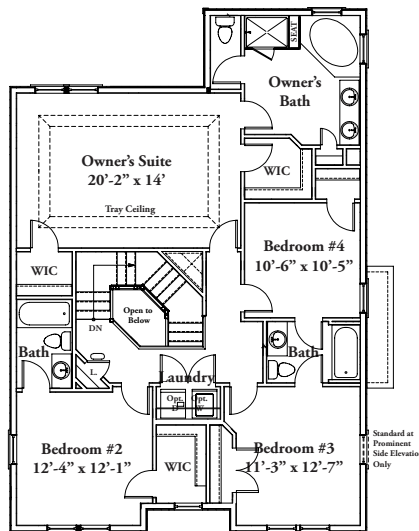 SEAT
Owner's
Bath
Owner's Suite
20'-2" x 14'
Tray Ceiling
WIC
Bedroom #4
10'-6" x 10'-5"
WIC
Open to
Below
DN
Bath
L.
Laundry
Opt.
D
Opt.
W
Bath
Bedroom #2
12'-4" x 12'-1"
WIC
Bedroom #3
11'-3" x 12'-7"
Standard at
Prominent
Side Elevatio
Only